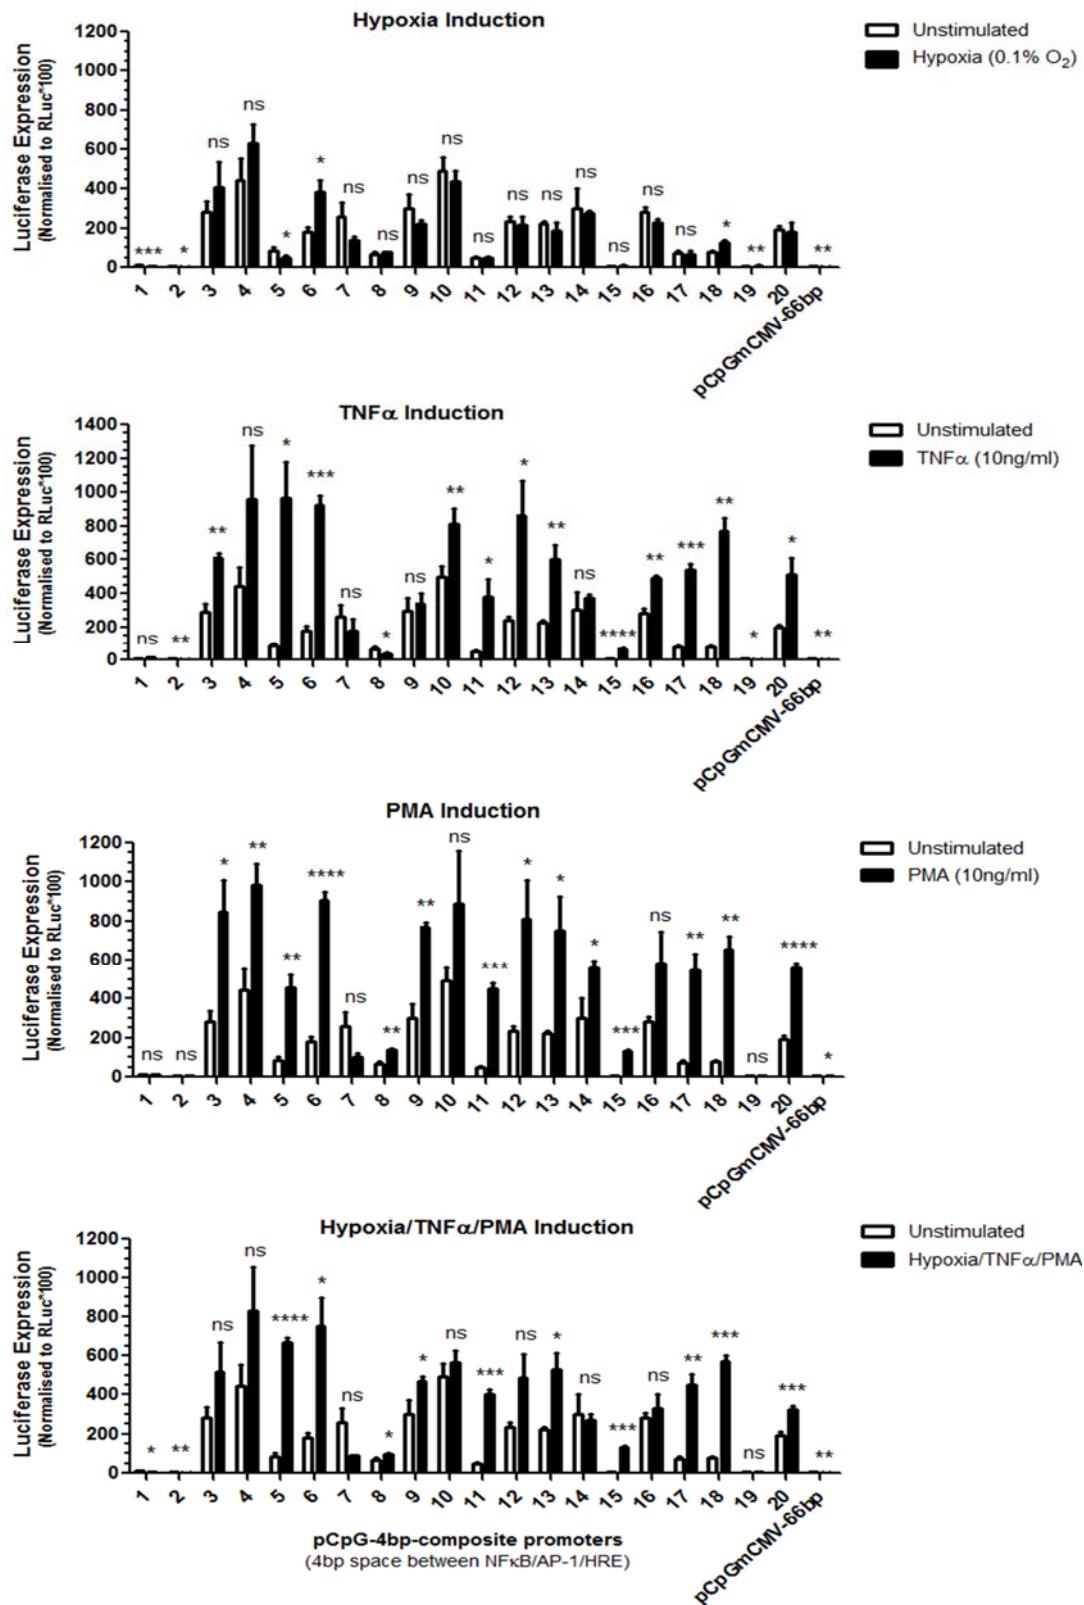 Hypoxia Induction
Unstimulated
Hypoxia (0.1% O₂)
Luciferase Expression
(Normalised to RLuc*100)
1200
1000
800
600
400
200
0
*** * ns ns * * ns ns ns ns ns ns ns ns ns ns ns * ** **
1 2 3 4 5 6 7 8 9 10 11 12 13 14 15 16 17 18 19 20 pCpGmCMV-66bp
TNFα Induction
Unstimulated
TNFα (10ng/ml)
Luciferase Expression
(Normalised to RLuc*100)
1400
1200
1000
800
600
400
200
0
ns ** ** ns * *** ns * ns ** * * ** ns **** ** *** ** * * **
1 2 3 4 5 6 7 8 9 10 11 12 13 14 15 16 17 18 19 20 pCpGmCMV-66bp
PMA Induction
Unstimulated
PMA (10ng/ml)
Luciferase Expression
(Normalised to RLuc*100)
1200
1000
800
600
400
200
0
ns ns * ** ** **** ns ** ** ns *** * * * *** ns ** ** ns **** *
1 2 3 4 5 6 7 8 9 10 11 12 13 14 15 16 17 18 19 20 pCpGmCMV-66bp
Hypoxia/TNFα/PMA Induction
Unstimulated
Hypoxia/TNFα/PMA
Luciferase Expression
(Normalised to RLuc*100)
1200
1000
800
600
400
200
0
* ** ns ns **** * ns * * ns *** ns * ns *** ns ** *** ns *** **
1 2 3 4 5 6 7 8 9 10 11 12 13 14 15 16 17 18 19 20 pCpGmCMV-66bp
pCpG-4bp-composite promoters
(4bp space between NFκB/AP-1/HRE)